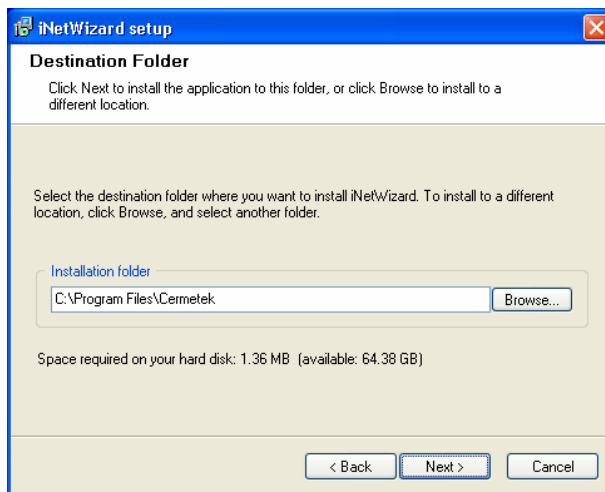 iNetWizard setup
Destination Folder
Click Next to install the application to this folder, or click Browse to install to a
different location.
Select the destination folder where you want to install iNetWizard. To install to a different
location, click Browse, and select another folder.
Installation folder
C:\Program Files\Cermetek
Browse...
Space required on your hard disk: 1.36 MB (available: 64.38 GB)
< Back
Next >
Cancel